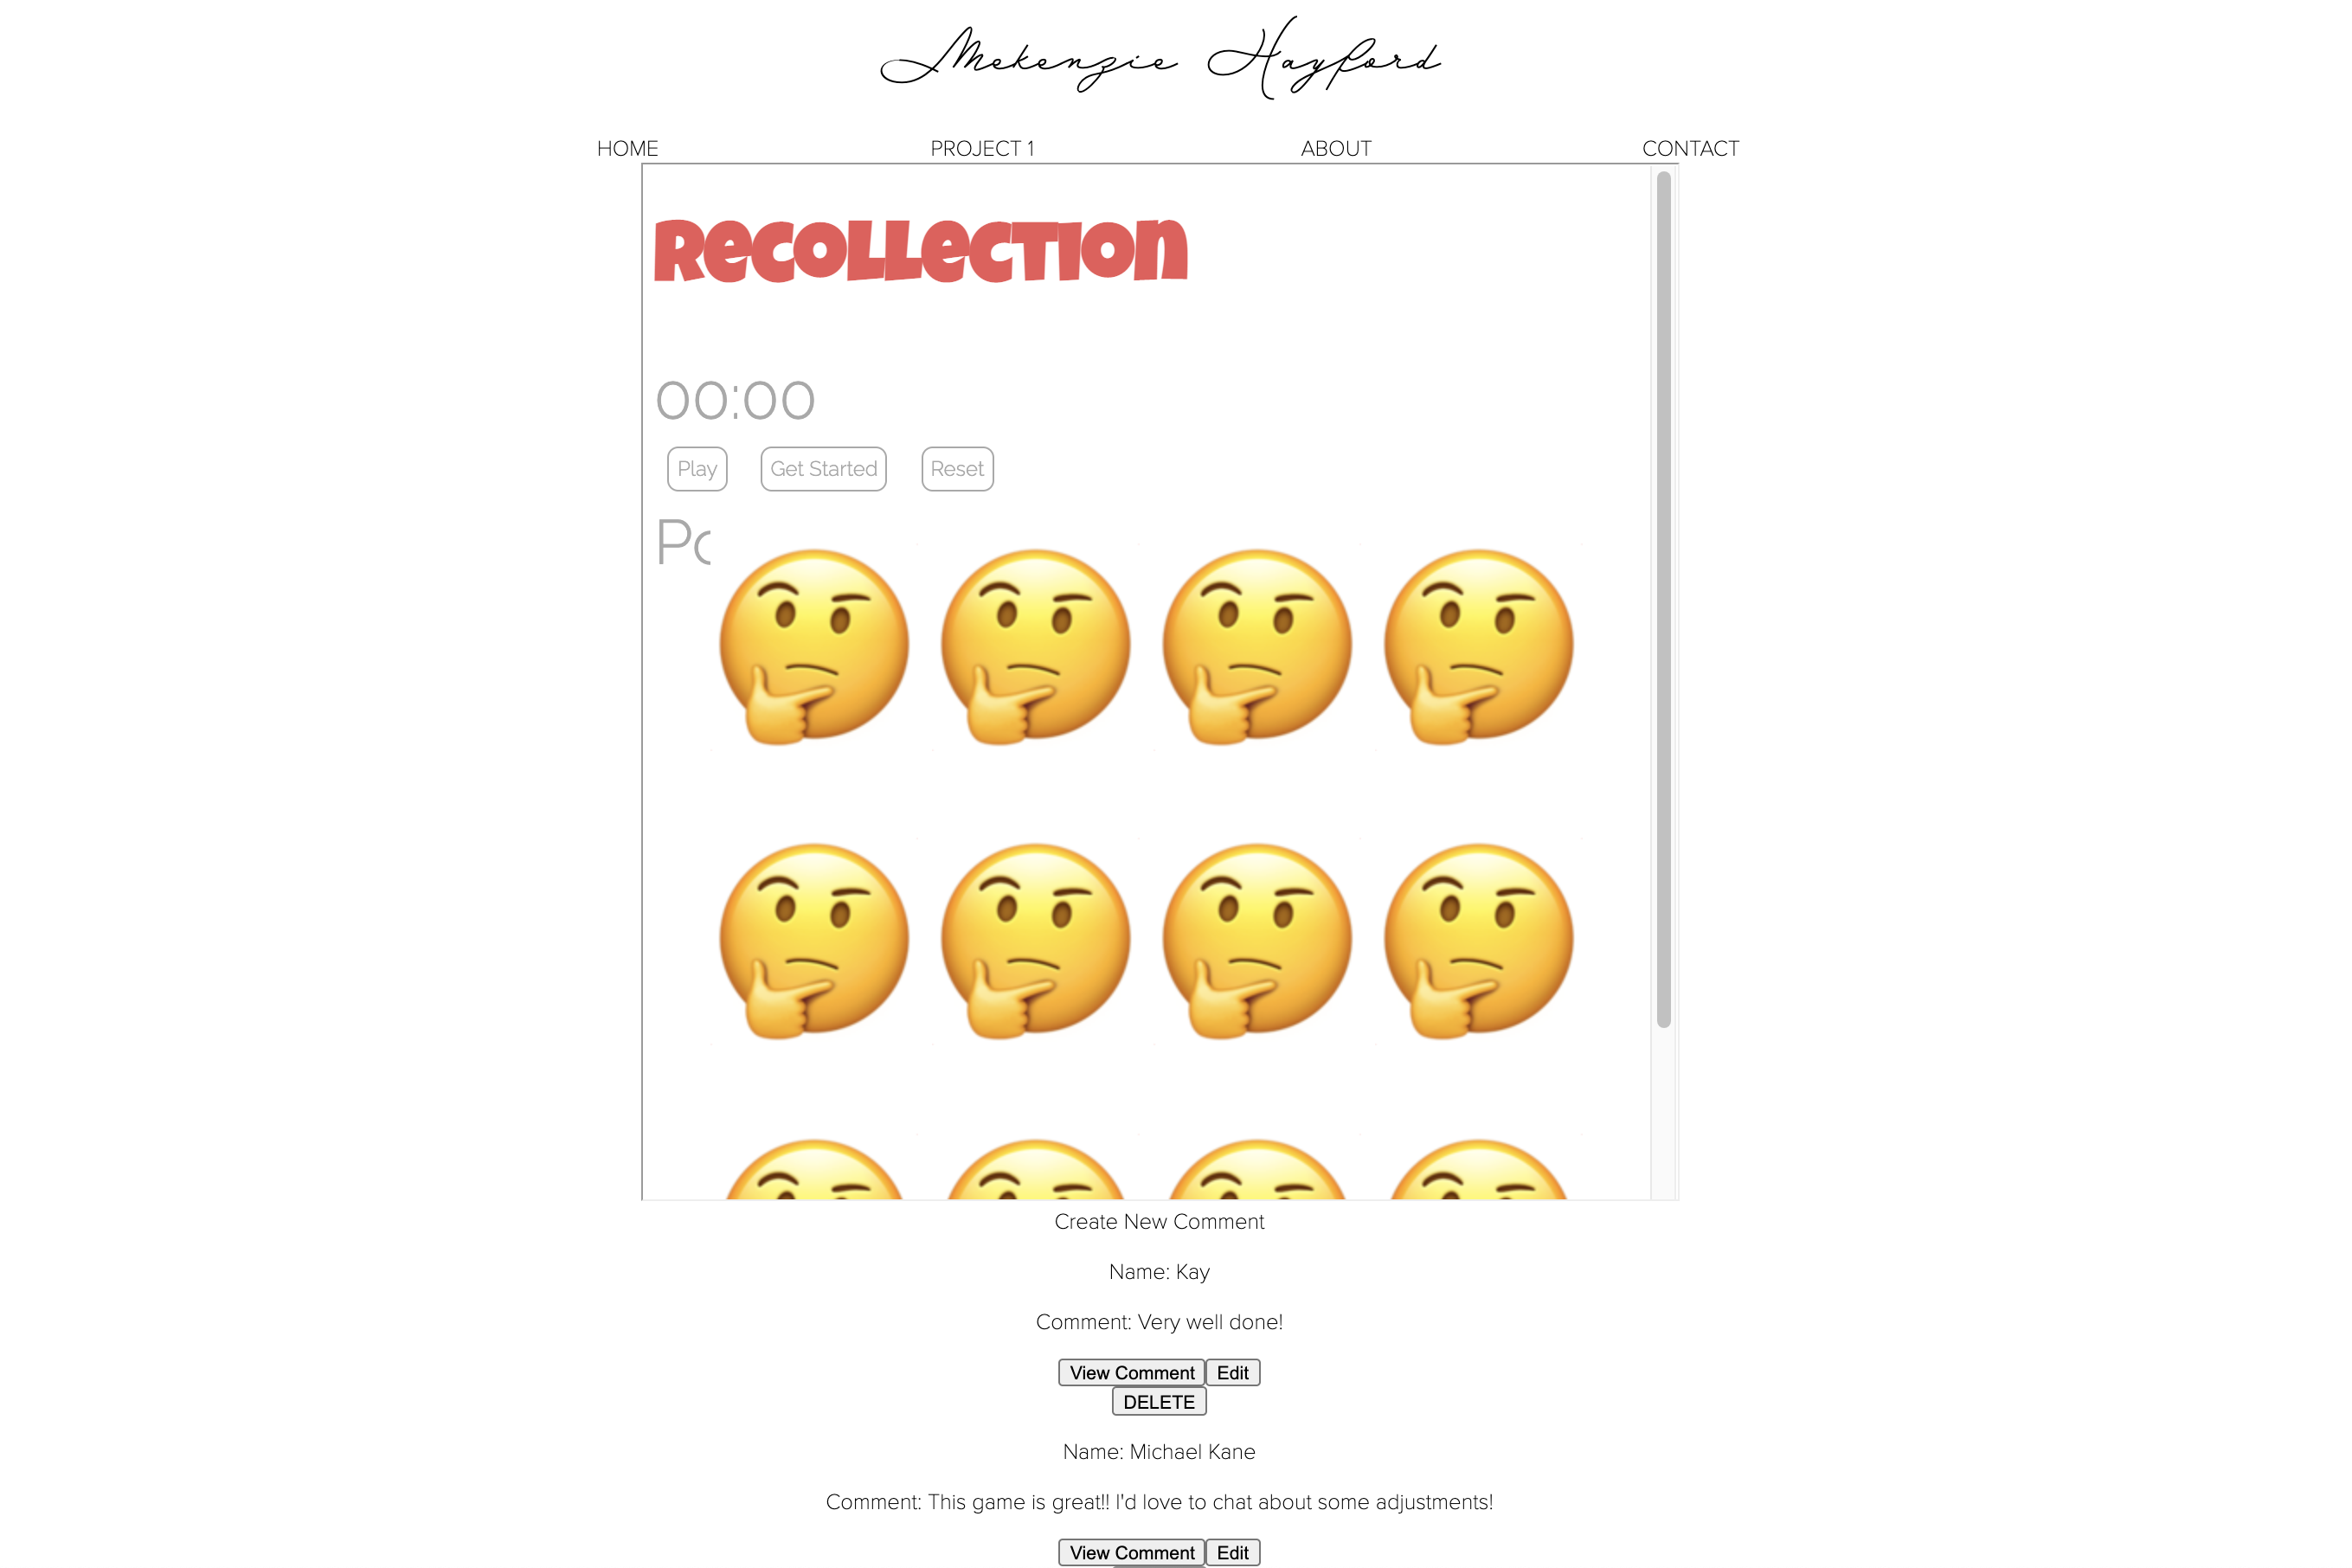 Mekenzie Hayford
HOME PROJECT 1 ABOUT CONTACT
Recollection
00:00
Play Get Started Reset
Create New Comment
Name: Kay
Comment: Very well done!
View Comment Edit
DELETE
Name: Michael Kane
Comment: This game is great!! I'd love to chat about some adjustments!
View Comment Edit